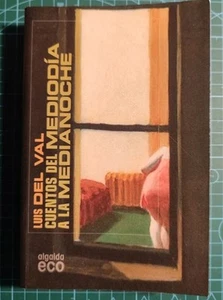 LUIS DEL VAL
CUENTOS DEL MEDIODÍA
A LA MEDIANOCHE
algaida
eco